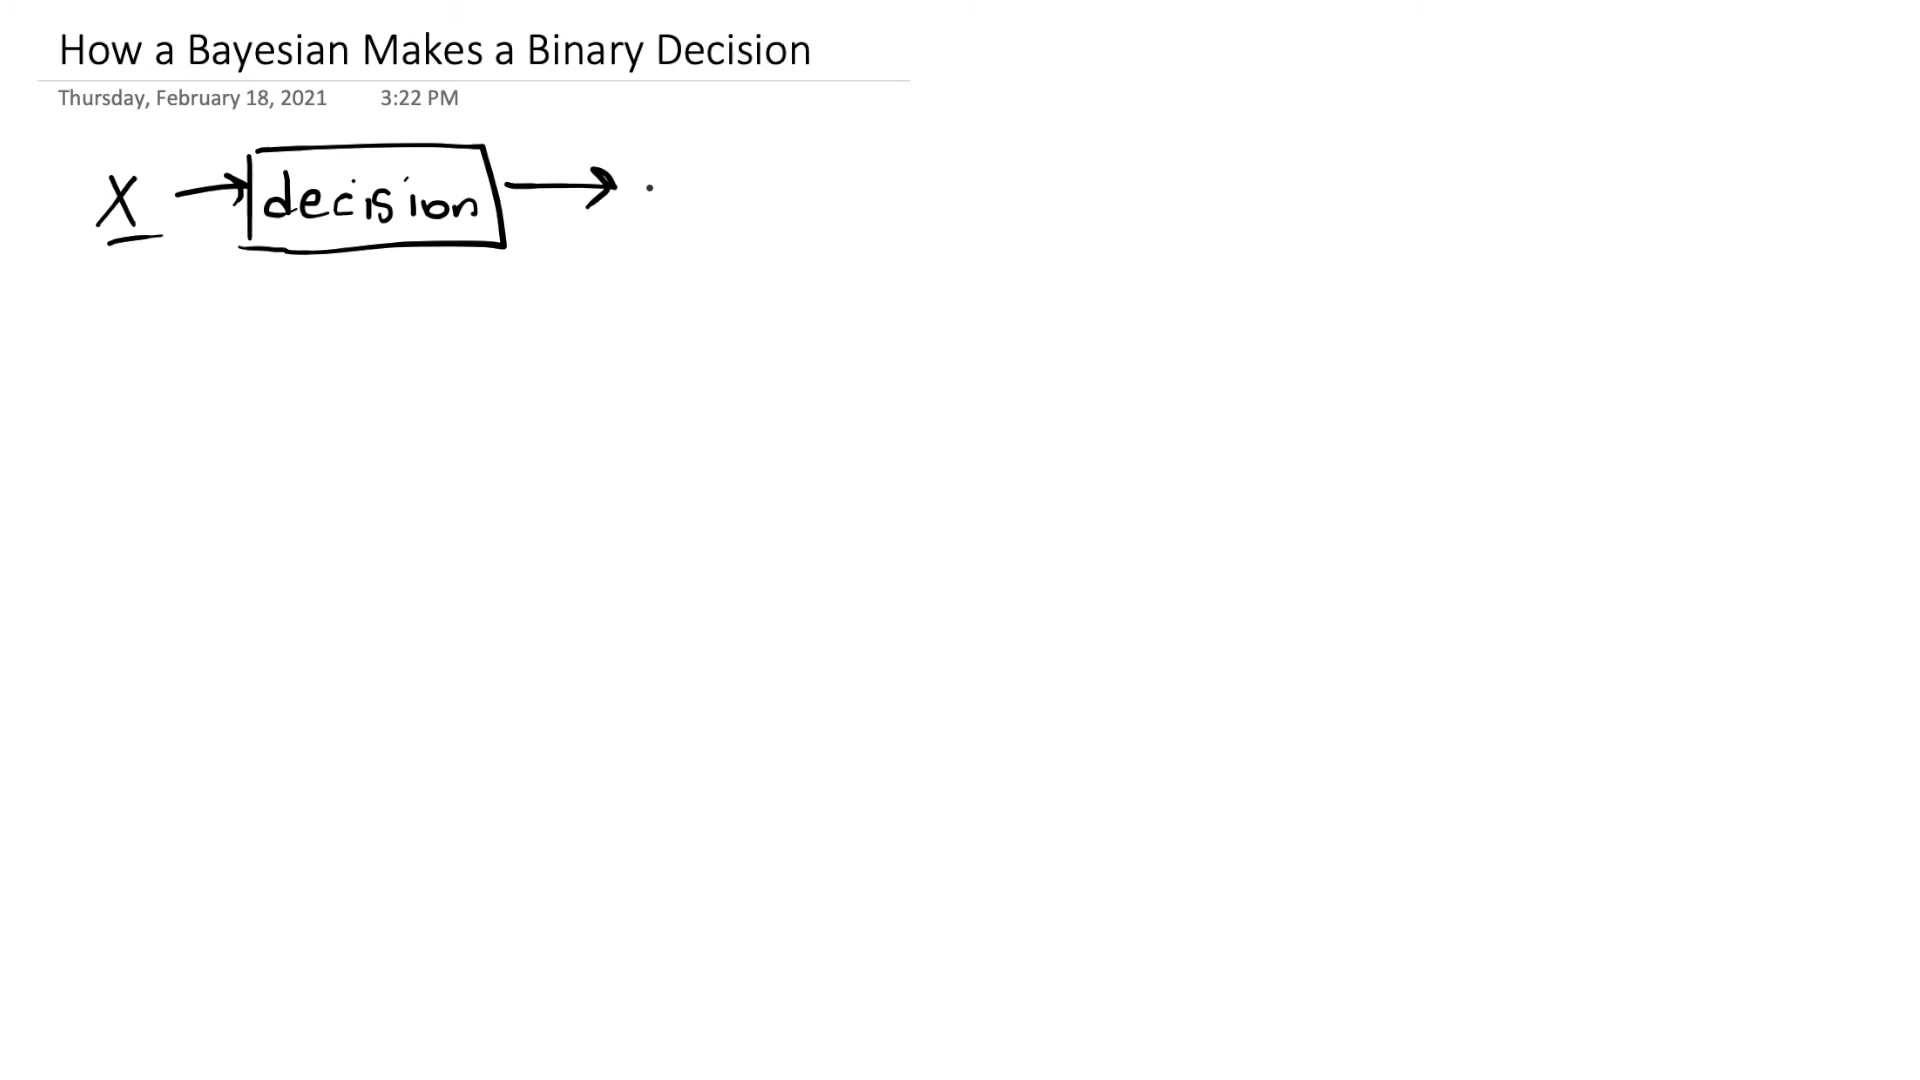 How a Bayesian Makes a Binary Decision
Thursday, February 18, 2021 3:22 PM
X → decision →